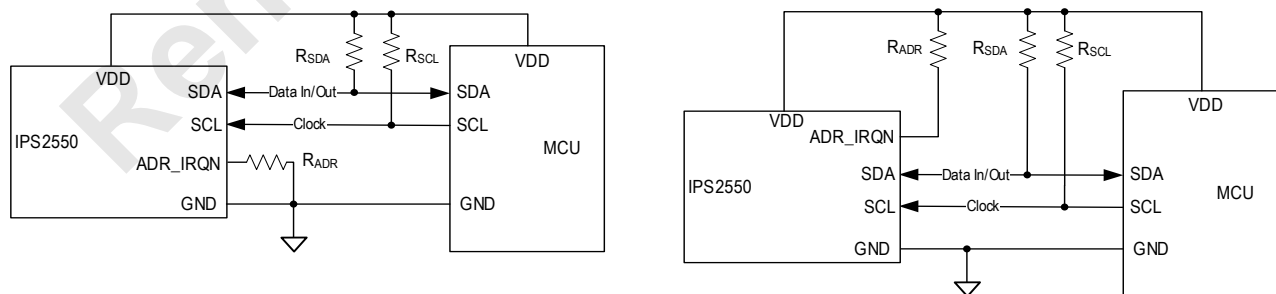 RSDA
RSCL
VDD
VDD
SDA
Data In/Out
SDA
SCL
Clock
SCL
IPS2550
MCU
ADR_IRQN
RADR
GND
GND
RADR
RSDA
RSCL
VDD
VDD
ADR_IRQN
SDA
Data In/Out
SDA
IPS2550
MCU
SCL
Clock
SCL
GND
GND
Ren